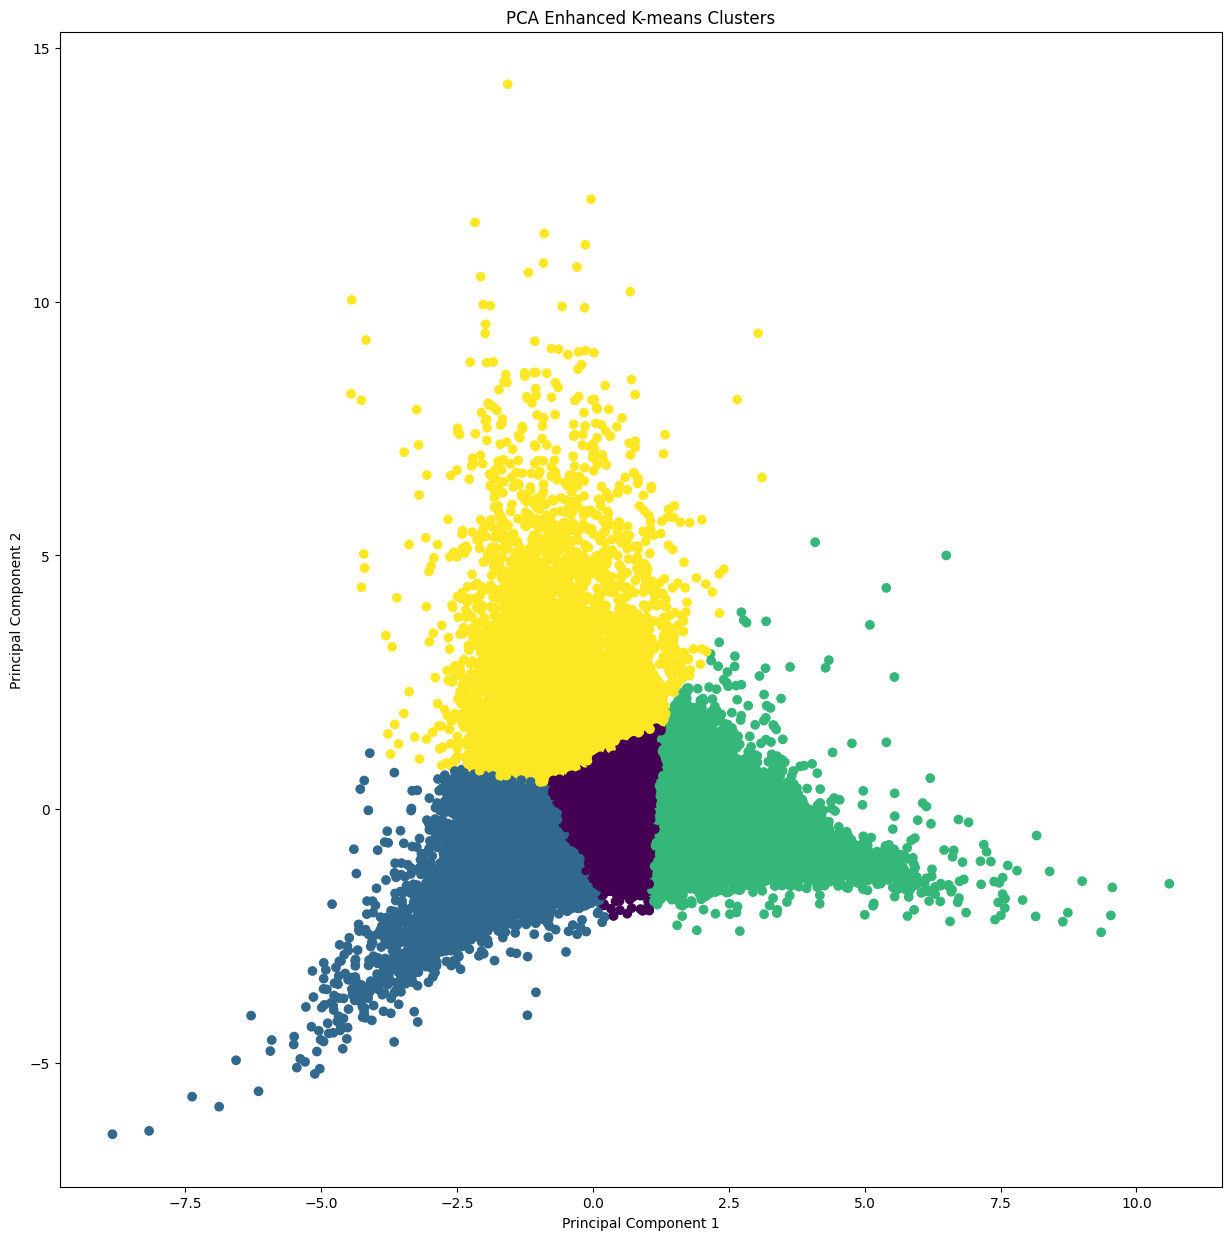 PCA Enhanced K-means Clusters
15
10
5
0
−5
Principal Component 2
−7.5 −5.0 −2.5 0.0 2.5 5.0 7.5 10.0
Principal Component 1